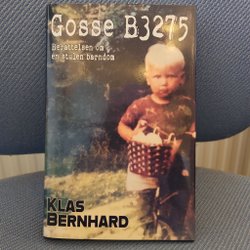 Gosse B3275
Berättelsen om
en stulen barndom
KLAS
BERNHARD